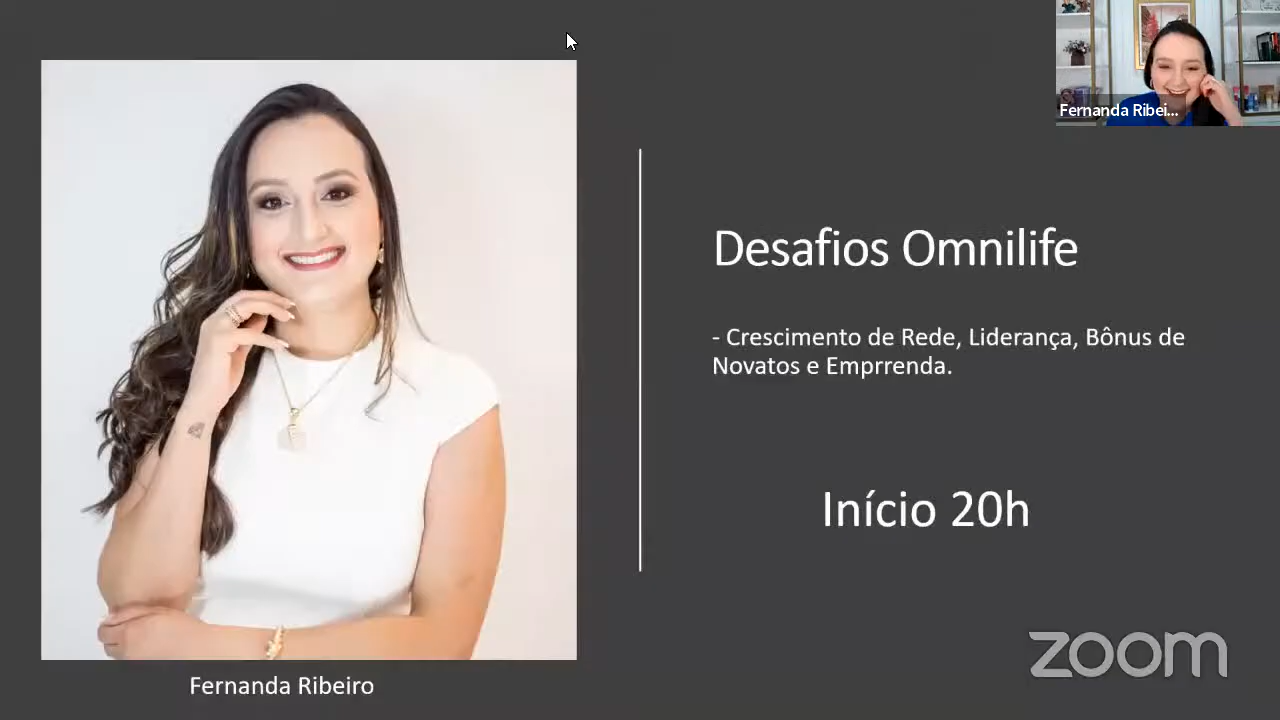 Fernanda Ribei...
Desafios Omnilife
- Crescimento de Rede, Liderança, Bônus de
Novatos e Emprrenda.
Início 20h
zoom
Fernanda Ribeiro